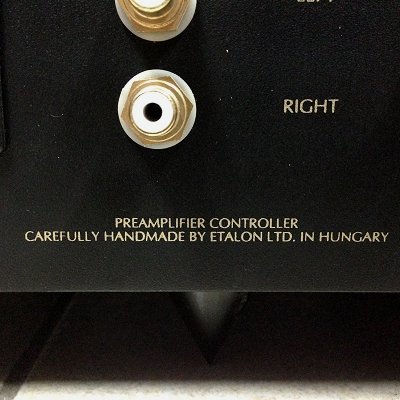 RIGHT
PREAMPLIFIER CONTROLLER
CAREFULLY HANDMADE BY ETALON LTD. IN HUNGARY